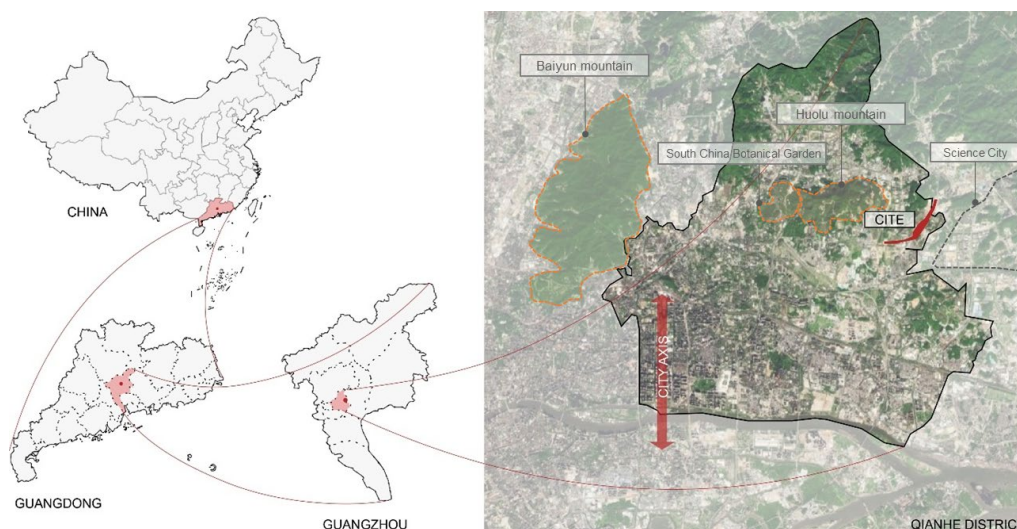 CHINA
GUANGDONG
GUANGZHOU
Baiyun mountain
Huolu mountain
South China Botanical Garden
Science City
CITE
CITY AXIS
QIANHE DISTRIC